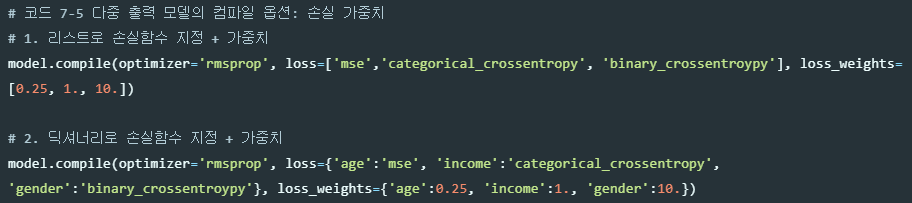 # 코드 7-5 다중 출력 모델의 컴파일 옵션: 손실 가중치
# 1. 리스트로 손실함수 지정 + 가중치
model.compile(optimizer='rmsprop', loss=['mse','categorical_crossentropy', 'binary_crossentroypy'], loss_weights=
[0.25, 1., 10.])
# 2. 딕셔너리로 손실함수 지정 + 가중치
model.compile(optimizer='rmsprop', loss={'age':'mse', 'income':'categorical_crossentropy',
'gender':'binary_crossentroypy'}, loss_weights={'age':0.25, 'income':1., 'gender':10.})